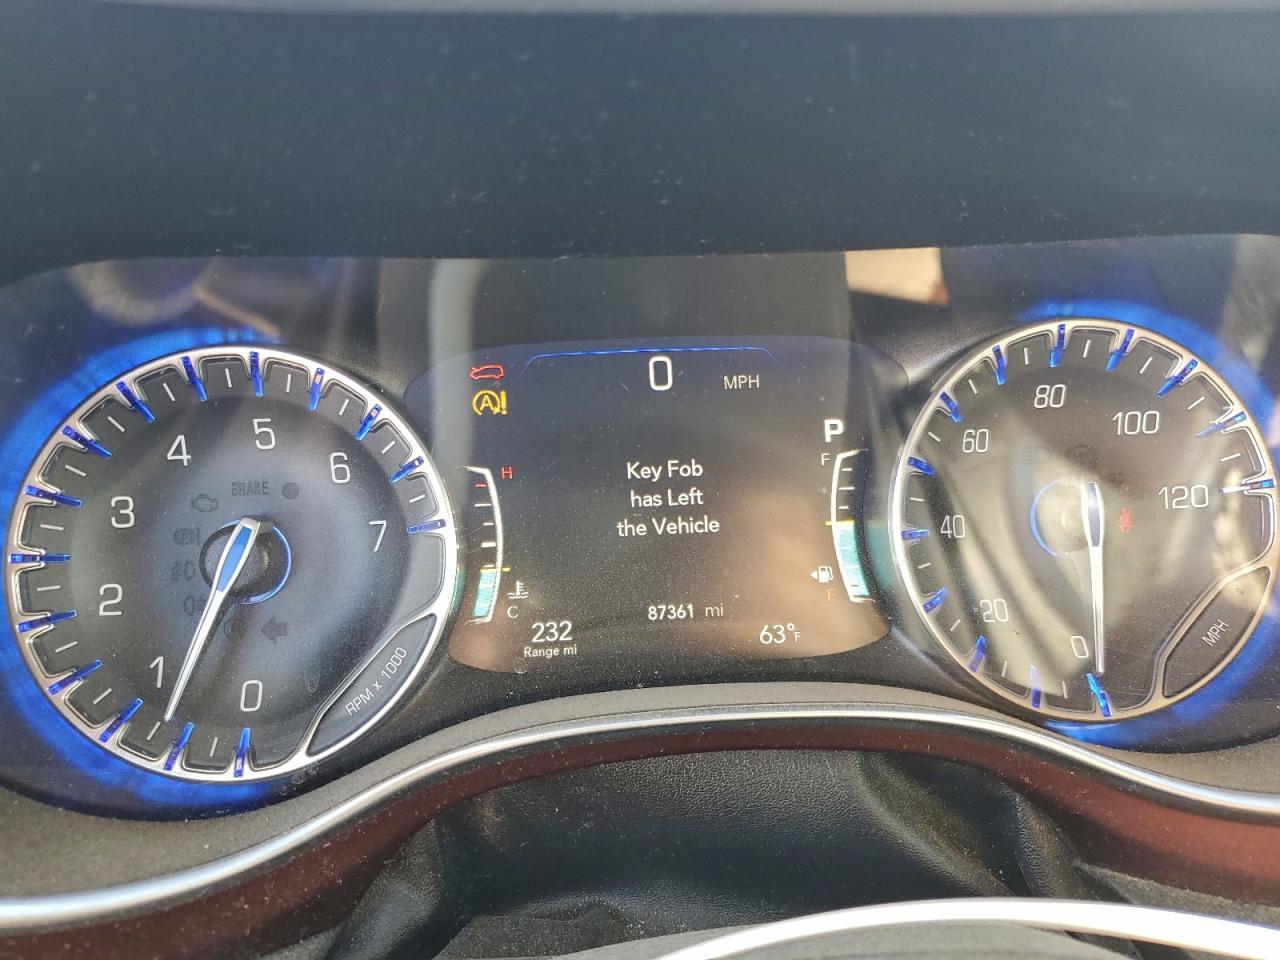 0 MPH
P
Key Fob
has Left
the Vehicle
H
C
F
E
232
Range mi
87361 mi
63°F
BRAKE
0
1
2
3
4
5
6
7
RPM x 1000
0
20
40
60
80
100
120
MPH